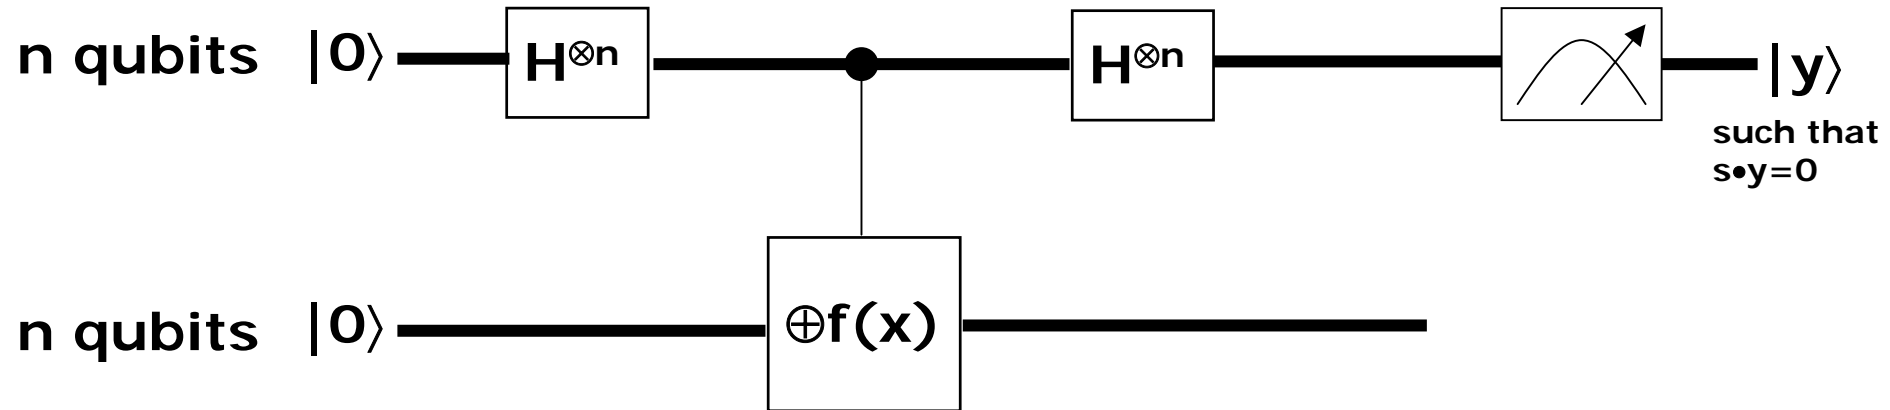 n qubits |0⟩ H⊗n H⊗n |y⟩
such that
s•y=0
n qubits |0⟩ ⊕f(x)